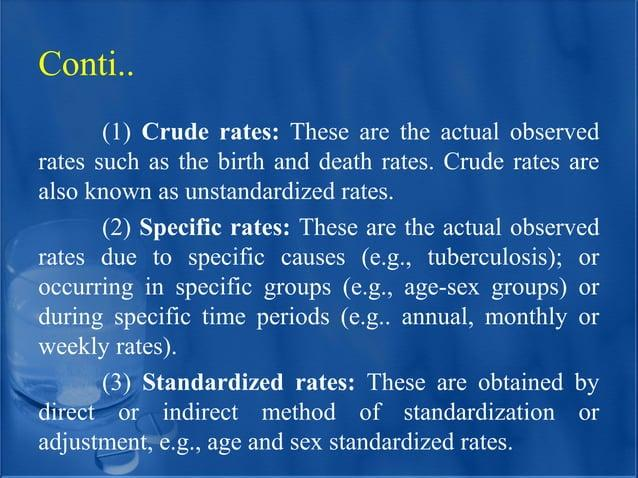 Conti..
(1) Crude rates: These are the actual observed
rates such as the birth and death rates. Crude rates are
also known as unstandardized rates.
(2) Specific rates: These are the actual observed
rates due to specific causes (e.g., tuberculosis); or
occurring in specific groups (e.g., age-sex groups) or
during specific time periods (e.g.. annual, monthly or
weekly rates).
(3) Standardized rates: These are obtained by
direct or indirect method of standardization or
adjustment, e.g., age and sex standardized rates.